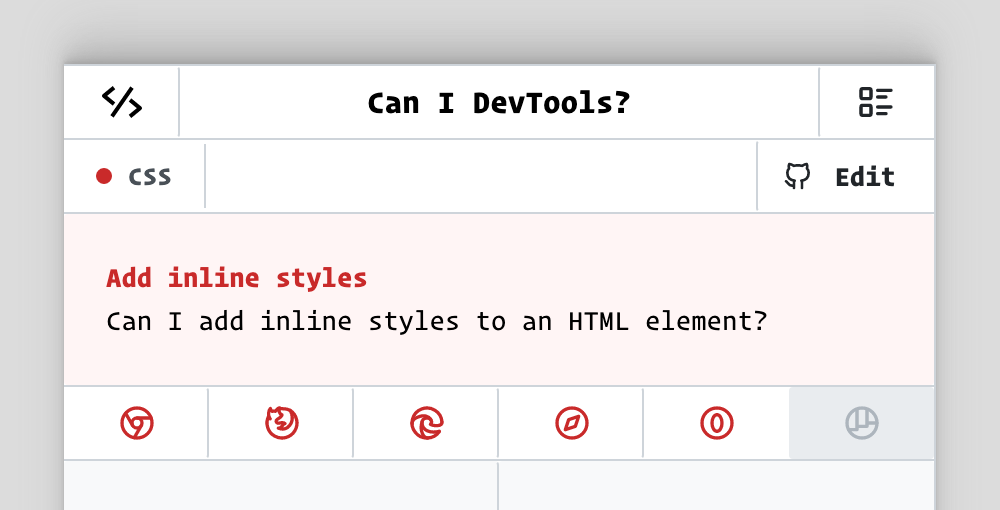 Can I DevTools?
CSS
Edit
Add inline styles
Can I add inline styles to an HTML element?